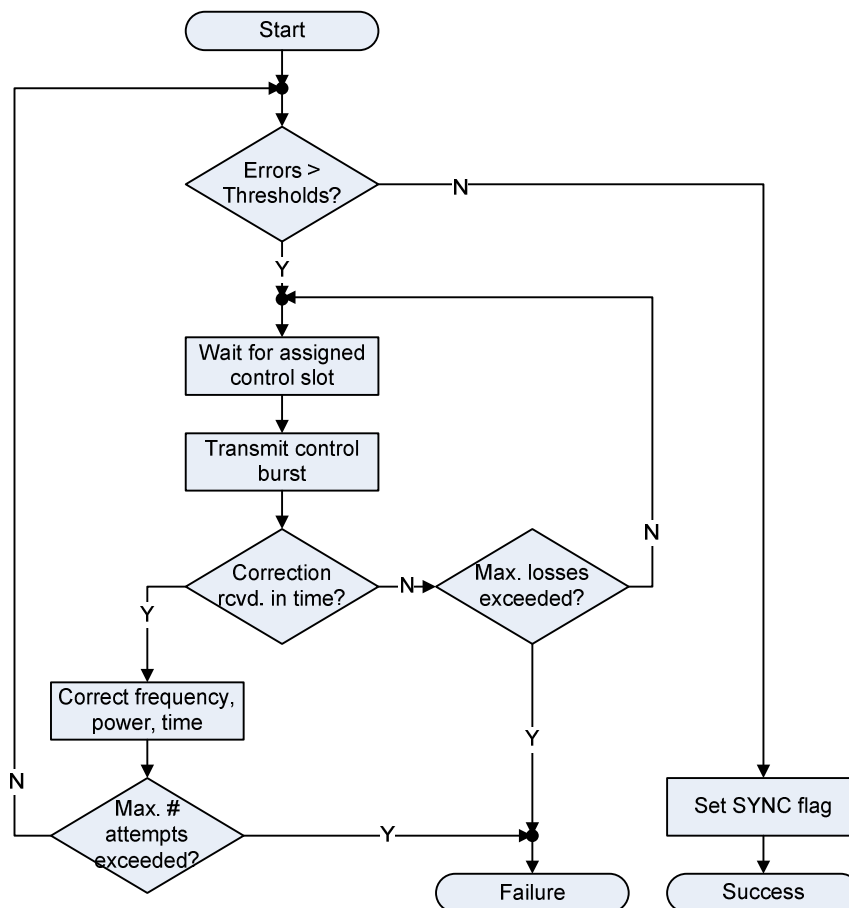 Start
Errors >
Thresholds?
N
Y
Wait for assigned
control slot
Transmit control
burst
N
Correction
rcvd. in time?
N
Max. losses
exceeded?
Y
Correct frequency,
power, time
Y
N
Max. #
attempts
exceeded?
Y
Set SYNC flag
Failure
Success